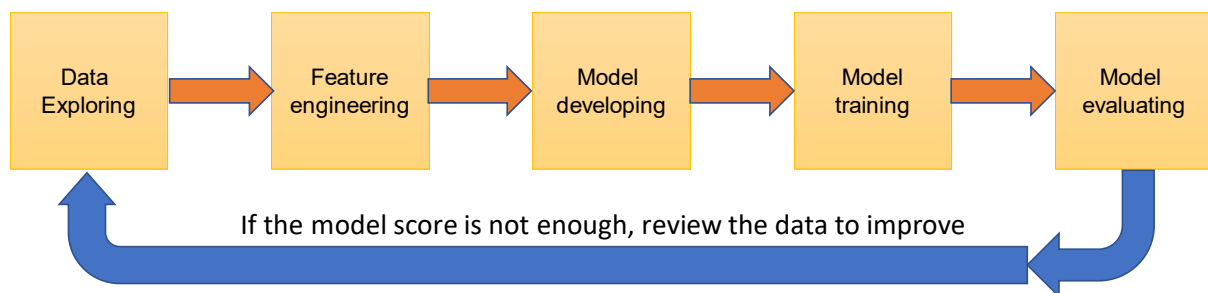 Data
Exploring
Feature
engineering
Model
developing
Model
training
Model
evaluating
If the model score is not enough, review the data to improve